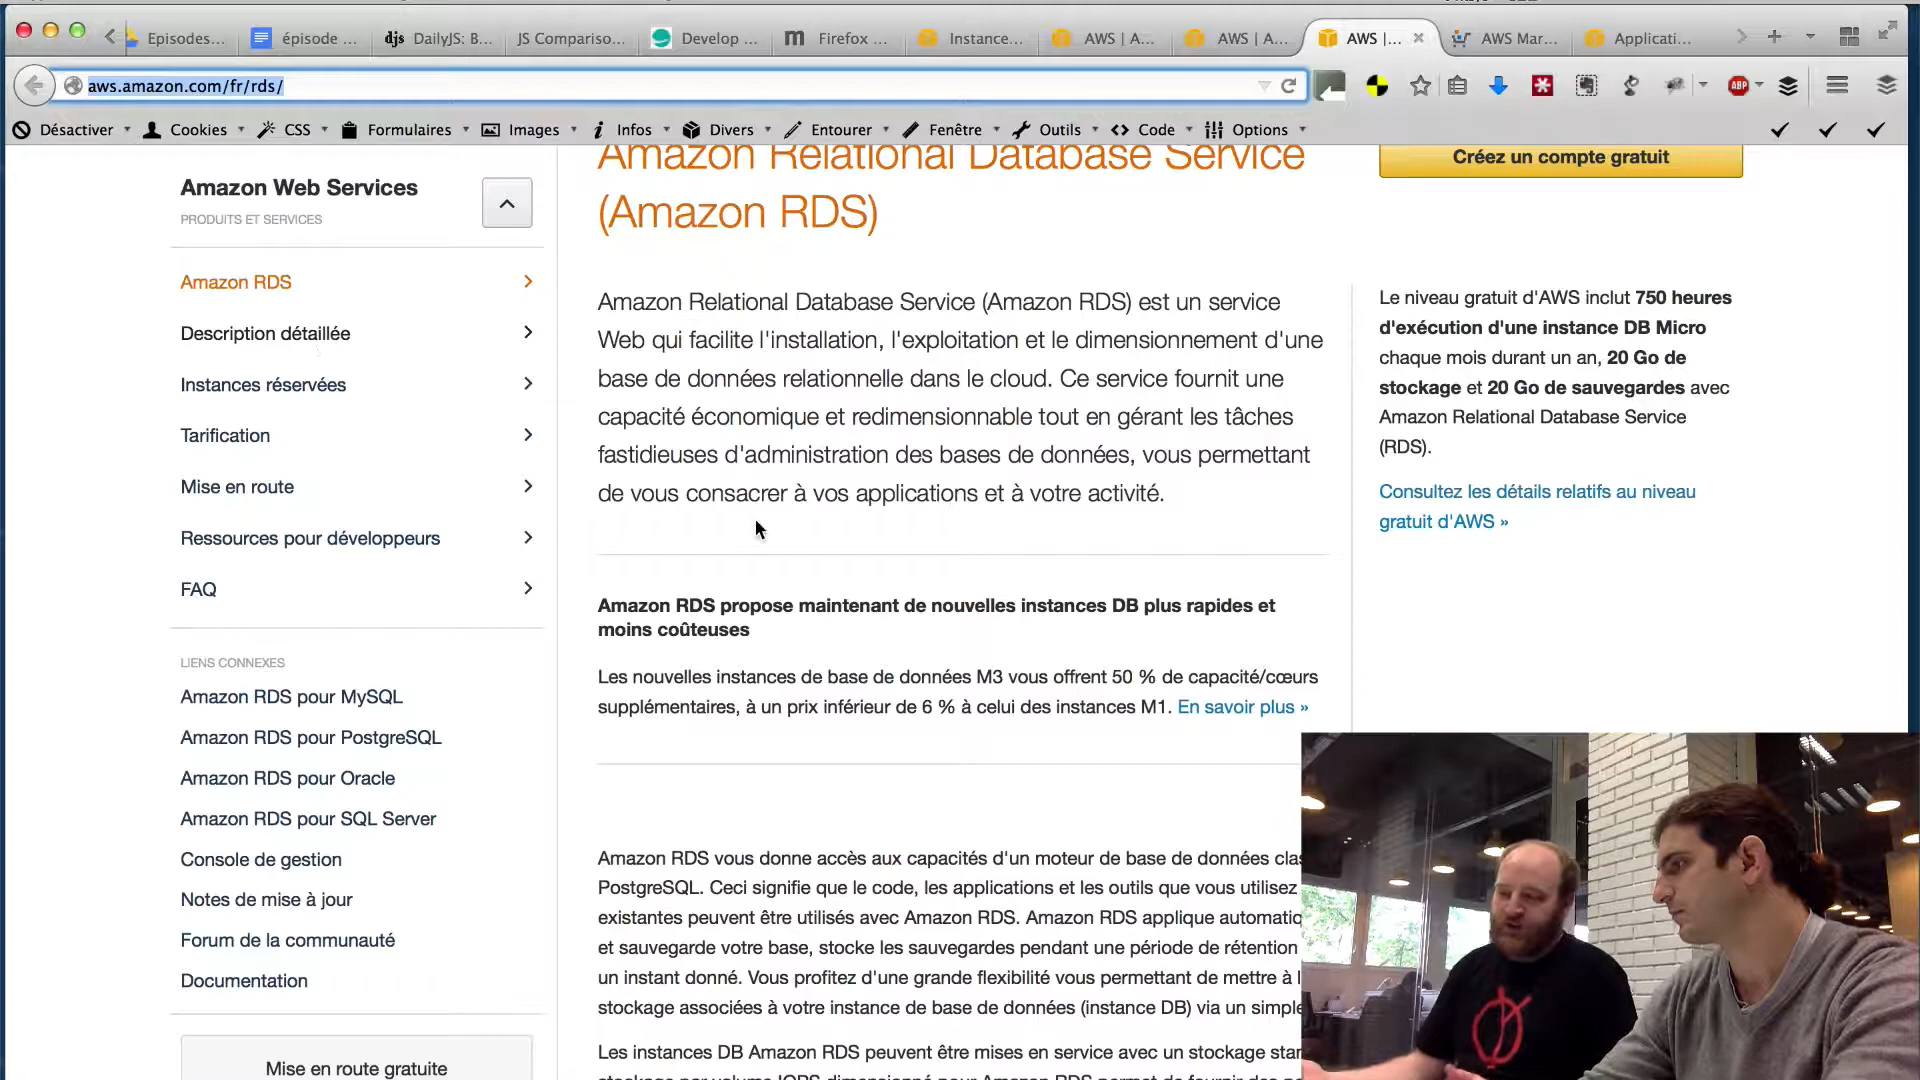 Episodes...
épisode ...
djs DailyJS: B...
JS Compariso...
Develop ...
m Firefox ...
Instance...
AWS | A...
AWS | A...
AWS |...
AWS Mar...
Applicati...
aws.amazon.com/fr/rds/
ABP
Désactiver
Cookies
CSS
Formulaires
Images
Infos
Divers
Entourer
Fenêtre
Outils
Code
Options
Amazon Web Services
PRODUITS ET SERVICES
Amazon RDS
Description détaillée
Instances réservées
Tarification
Mise en route
Ressources pour développeurs
FAQ
LIENS CONNEXES
Amazon RDS pour MySQL
Amazon RDS pour PostgreSQL
Amazon RDS pour Oracle
Amazon RDS pour SQL Server
Console de gestion
Notes de mise à jour
Forum de la communauté
Documentation
Mise en route gratuite
Amazon Relational Database Service
(Amazon RDS)
Amazon Relational Database Service (Amazon RDS) est un service
Web qui facilite l'installation, l'exploitation et le dimensionnement d'une
base de données relationnelle dans le cloud. Ce service fournit une
capacité économique et redimensionnable tout en gérant les tâches
fastidieuses d'administration des bases de données, vous permettant
de vous consacrer à vos applications et à votre activité.
Amazon RDS propose maintenant de nouvelles instances DB plus rapides et
moins coûteuses
Les nouvelles instances de base de données M3 vous offrent 50 % de capacité/cœurs
supplémentaires, à un prix inférieur de 6 % à celui des instances M1. En savoir plus »
Amazon RDS vous donne accès aux capacités d'un moteur de base de données
PostgreSQL. Ceci signifie que le code, les applications et les outils que vous utilisez
existantes peuvent être utilisés avec Amazon RDS. Amazon RDS applique
et sauvegarde votre base, stocke les sauvegardes pendant une période de rétention
un instant donné. Vous profitez d'une grande flexibilité vous permettant de mettre à
stockage associées à votre instance de base de données (instance DB) via un simple
Les instances DB Amazon RDS peuvent être mises en service avec un stockage
Créez un compte gratuit
Le niveau gratuit d'AWS inclut 750 heures
d'exécution d'une instance DB Micro
chaque mois durant un an, 20 Go de
stockage et 20 Go de sauvegardes avec
Amazon Relational Database Service
(RDS).
Consultez les détails relatifs au niveau
gratuit d'AWS »